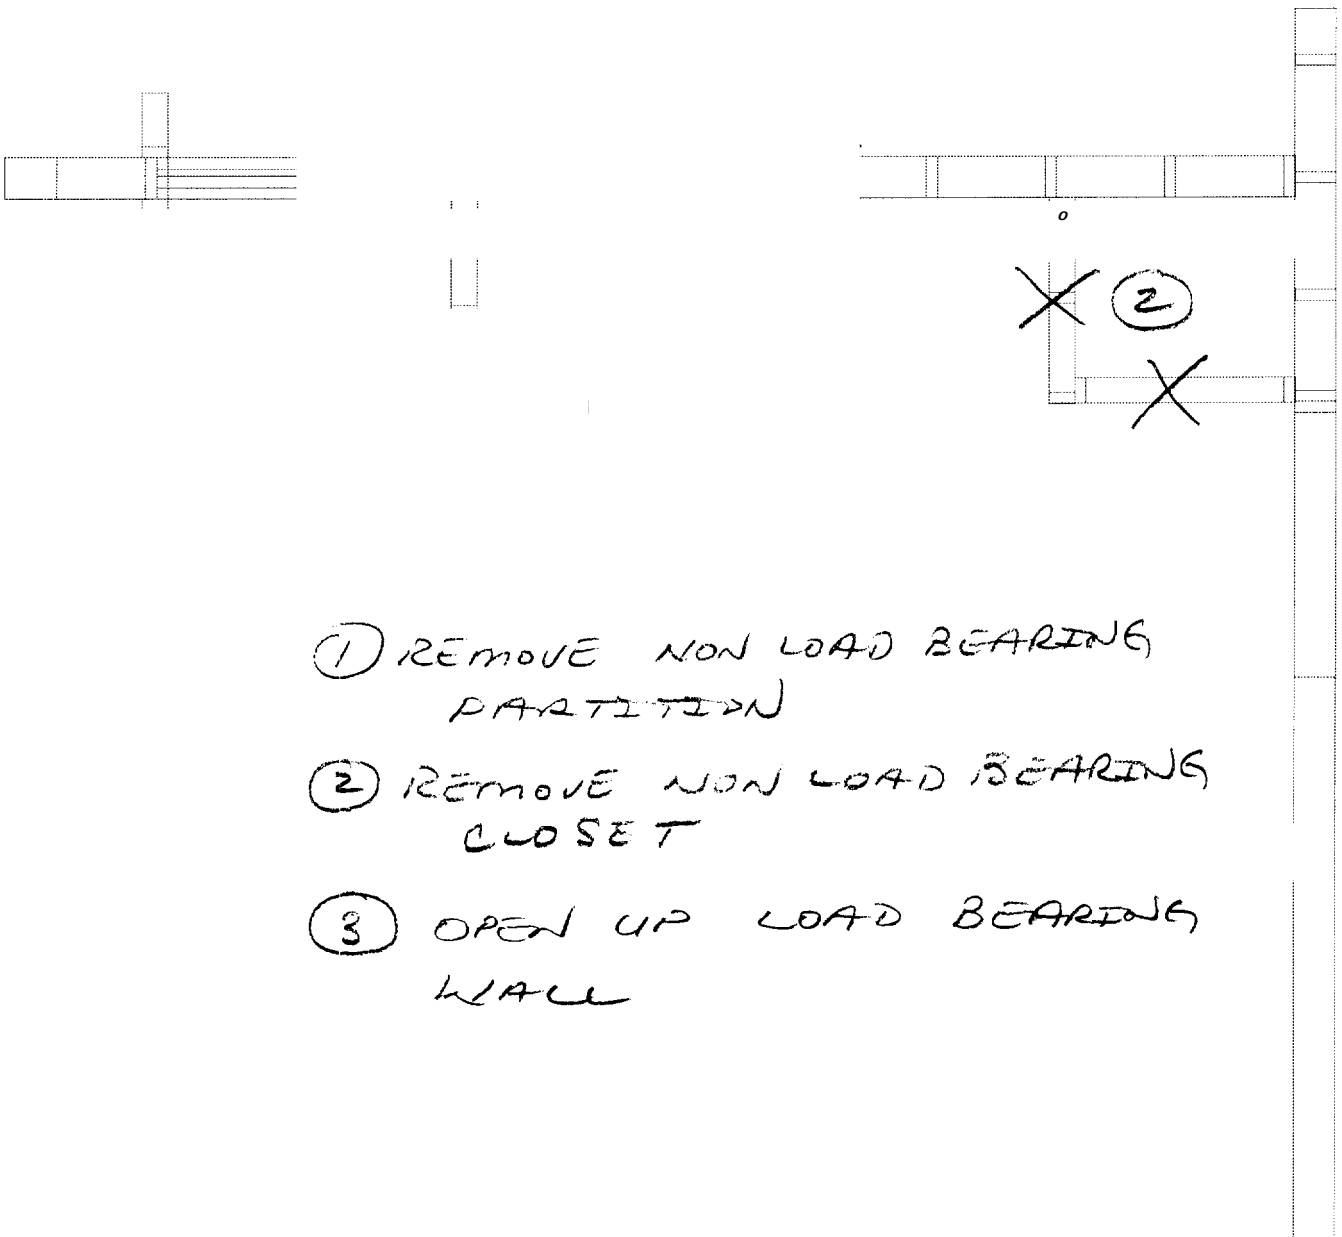 o
2
1 REMOVE NON LOAD BEARING
PARTITION
2 REMOVE NON LOAD BEARING
CLOSET
3 OPEN UP LOAD BEARING
WALL